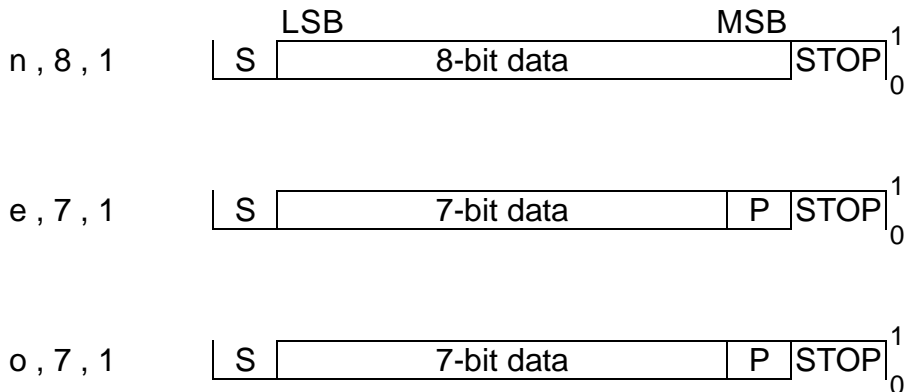 LSB MSB
n , 8 , 1 S 8-bit data STOP 1
0
e , 7 , 1 S 7-bit data P STOP 1
0
o , 7 , 1 S 7-bit data P STOP 1
0